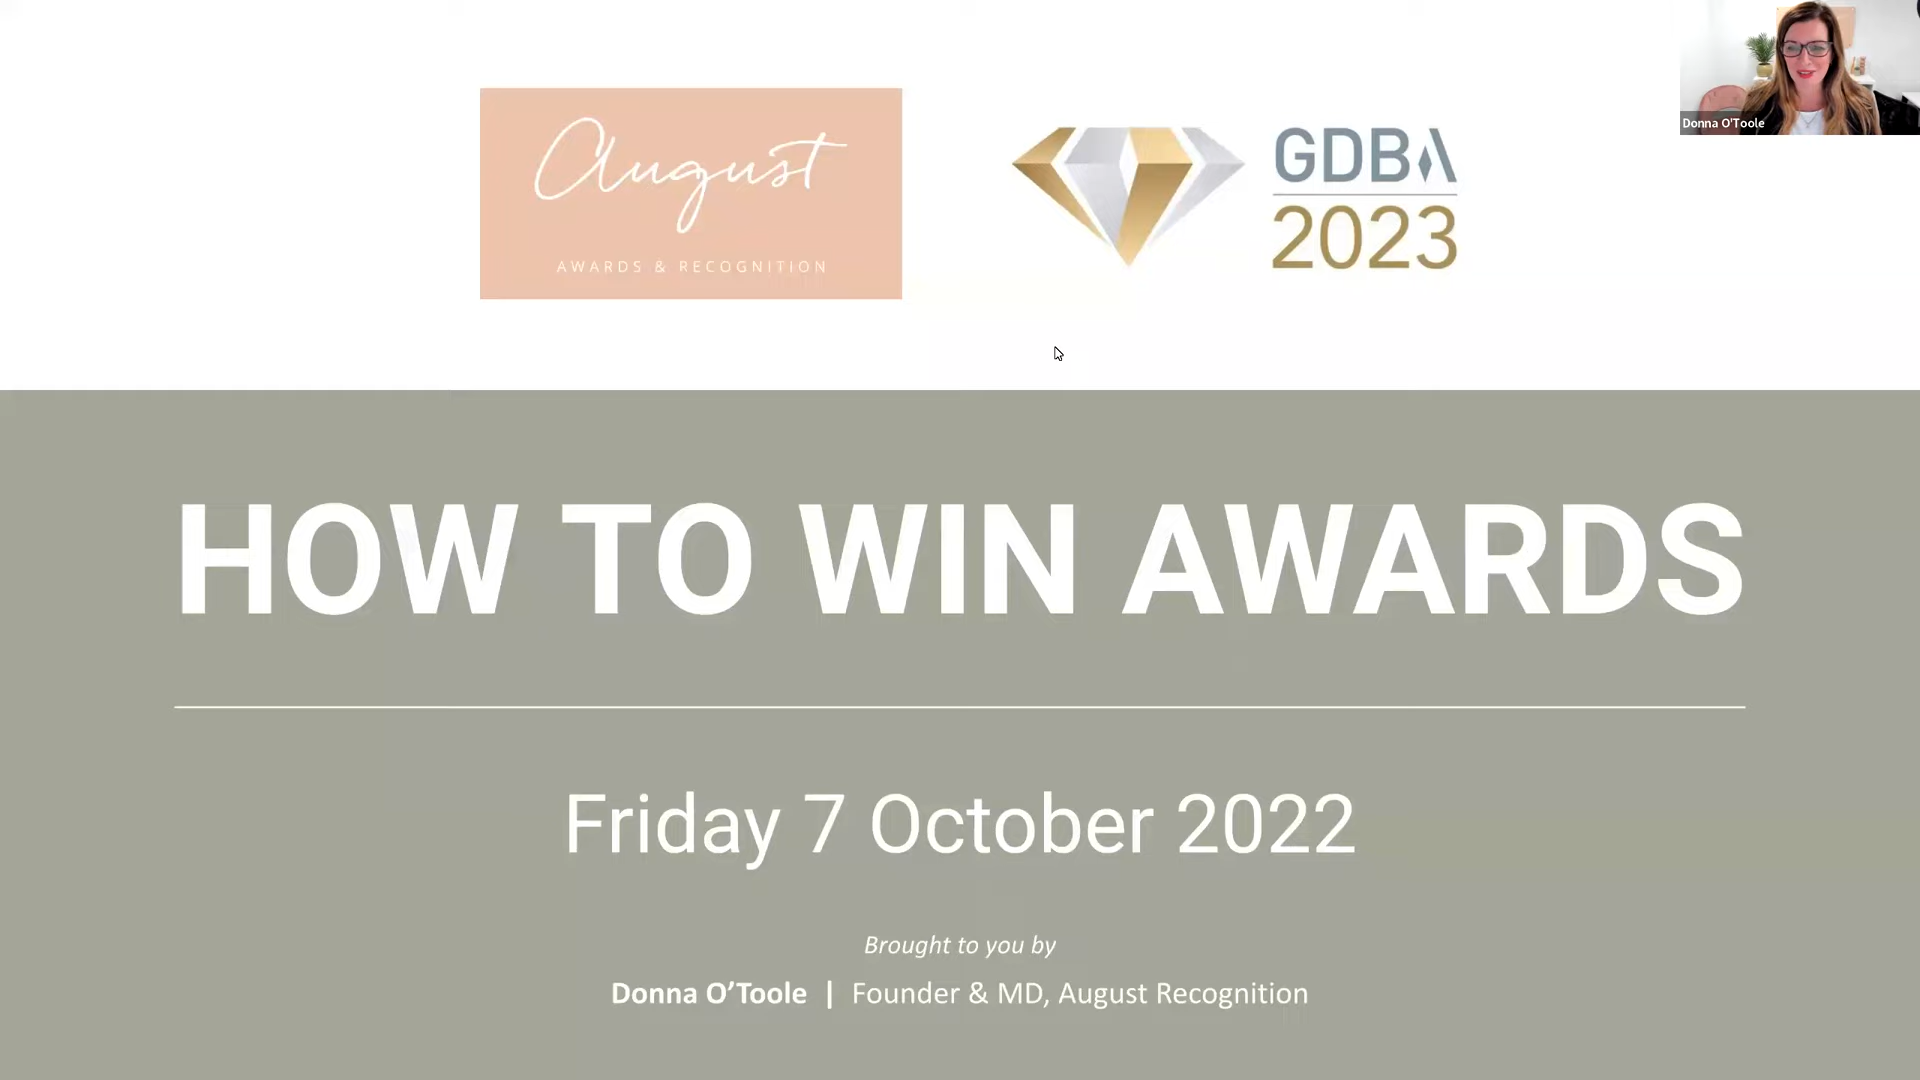 august
AWARDS & RECOGNITION
GDBA
2023
Donna O'Toole
HOW TO WIN AWARDS
Friday 7 October 2022
Brought to you by
Donna O’Toole | Founder & MD, August Recognition